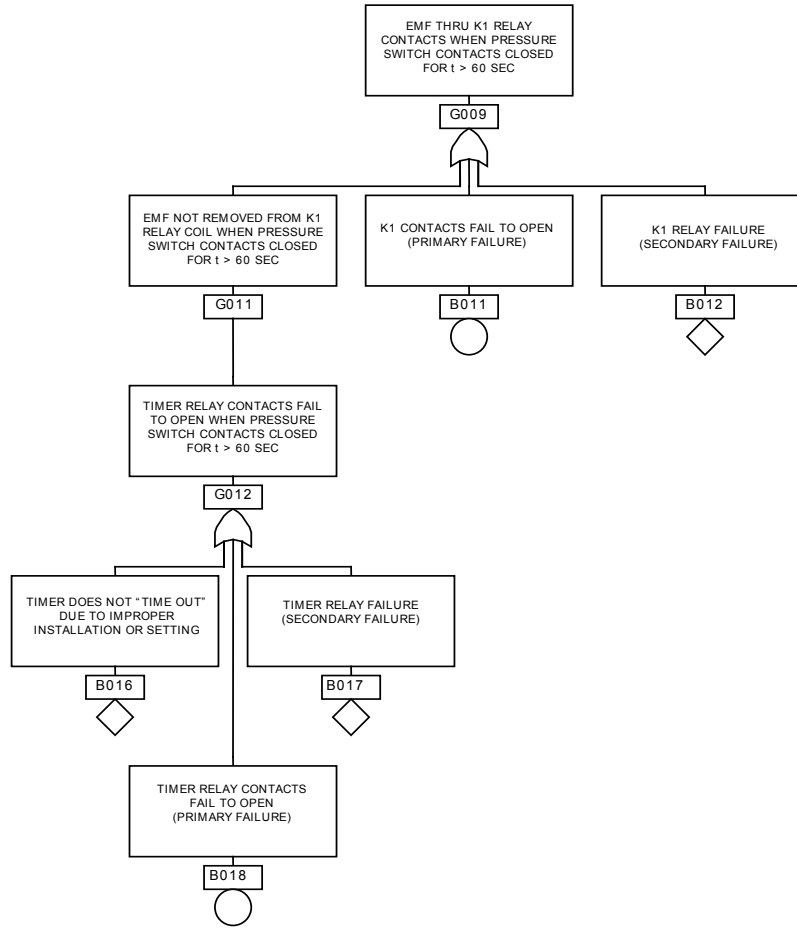 EMF THRU K1 RELAY
CONTACTS WHEN PRESSURE
SWITCH CONTACTS CLOSED
FOR t > 60 SEC
G009
EMF NOT REMOVED FROM K1
RELAY COIL WHEN PRESSURE
SWITCH CONTACTS CLOSED
FOR t > 60 SEC
G011
K1 CONTACTS FAIL TO OPEN
(PRIMARY FAILURE)
B011
K1 RELAY FAILURE
(SECONDARY FAILURE)
B012
TIMER RELAY CONTACTS FAIL
TO OPEN WHEN PRESSURE
SWITCH CONTACTS CLOSED
FOR t > 60 SEC
G012
TIMER DOES NOT “TIME OUT”
DUE TO IMPROPER
INSTALLATION OR SETTING
B016
TIMER RELAY FAILURE
(SECONDARY FAILURE)
B017
TIMER RELAY CONTACTS
FAIL TO OPEN
(PRIMARY FAILURE)
B018